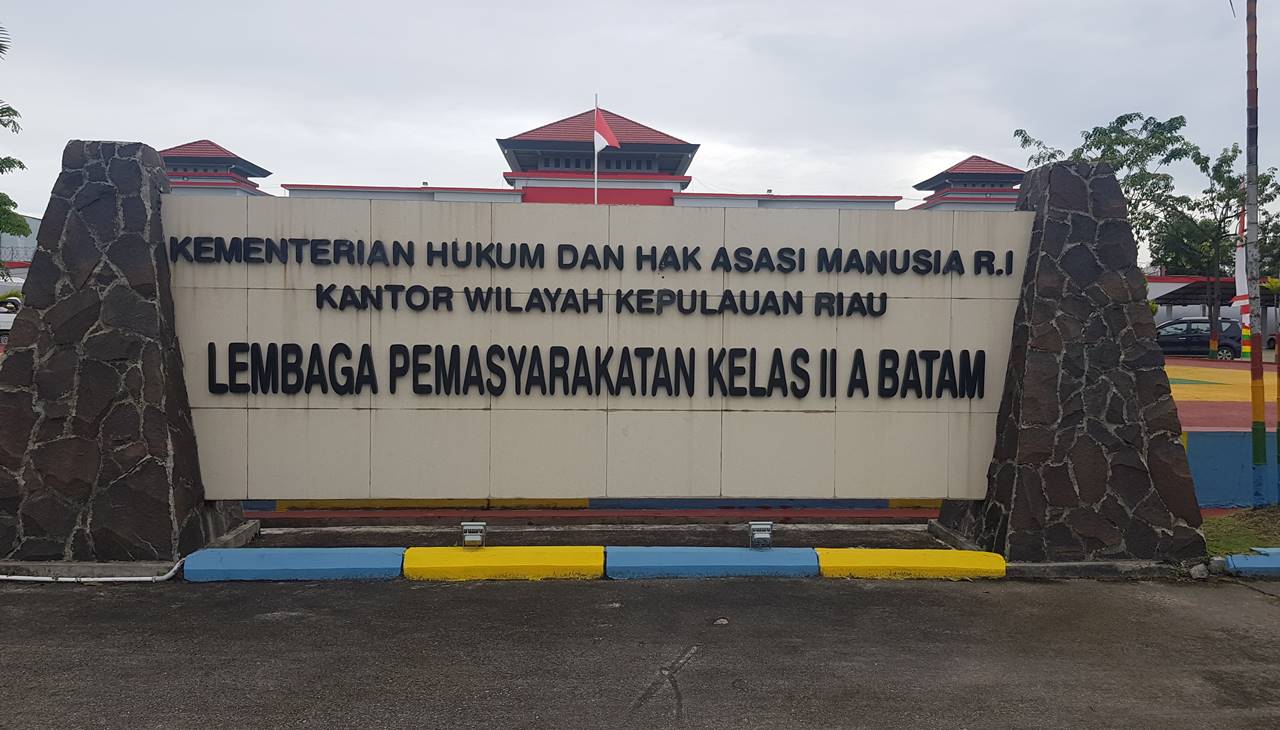 KEMENTERIAN HUKUM DAN HAK ASASI MANUSIA R.I
KANTOR WILAYAH KEPULAUAN RIAU
LEMBAGA PEMASYARAKATAN KELAS II A BATAM